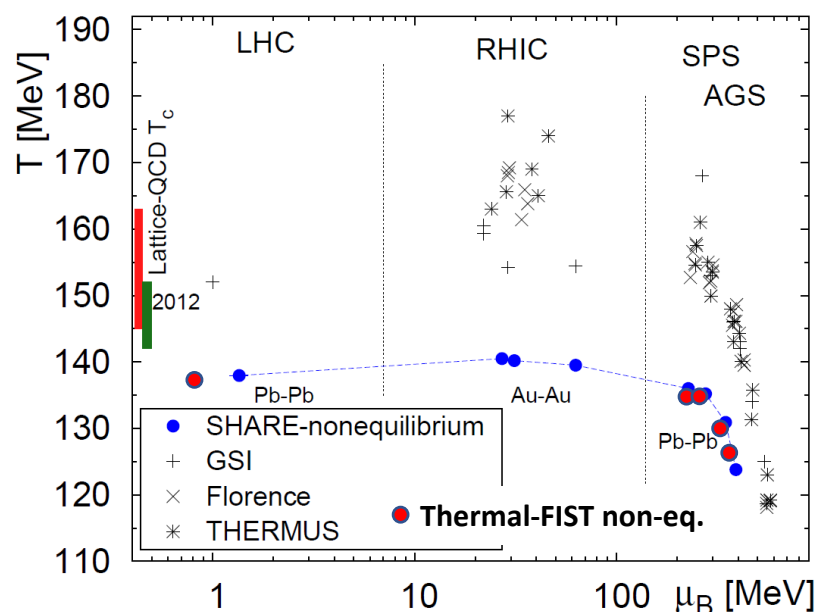 T [MeV]
190
180
170
160
150
140
130
120
110
LHC
RHIC
SPS
AGS
Lattice-QCD T_c
2012
Pb-Pb
Au-Au
Pb-Pb
SHARE-nonequilibrium
GSI
Florence
THERMUS
Thermal-FIST non-eq.
1
10
100
μ_B [MeV]